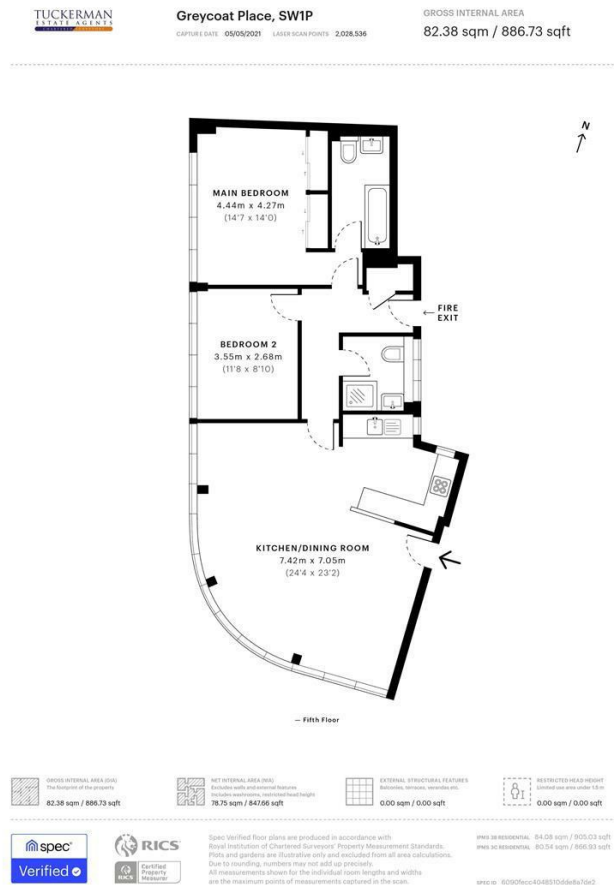 TUCKERMAN
ESTATE AGENTS
Greycoat Place, SW1P
CAPTURE DATE 05/05/2021 LASER SCAN POINTS 2,028,536
GROSS INTERNAL AREA
82.38 sqm / 886.73 sqft
N
MAIN BEDROOM
4.44m x 4.27m
(14'7 x 14'0)
← FIRE
EXIT
BEDROOM 2
3.55m x 2.68m
(11'8 x 8'10)
KITCHEN/DINING ROOM
7.42m x 7.05m
(24'4 x 23'2)
— Fifth Floor
GROSS INTERNAL AREA (GIA)
The footprint of the property
82.38 sqm / 886.73 sqft
NET INTERNAL AREA (NIA)
Excludes walls and external features
Includes washrooms, restricted head height
78.75 sqm / 847.66 sqft
EXTERNAL STRUCTURAL FEATURES
Balconies, terraces, verandas etc.
0.00 sqm / 0.00 sqft
RESTRICTED HEAD HEIGHT
Limited use area under 1.5 m
0.00 sqm / 0.00 sqft
spec
Verified
RICS
RICS
Certified
Property
Measurer
Spec Verified floor plans are produced in accordance with
Royal Institution of Chartered Surveyors' Property Measurement Standards.
Plots and gardens are illustrative only and excluded from all area calculations.
Due to rounding, numbers may not add up precisely.
All measurements shown for the individual room lengths and widths
are the maximum points of measurements captured in the scan.
IPMS 3B RESIDENTIAL 84.08 sqm / 905.03 sqft
IPMS 3C RESIDENTIAL 80.54 sqm / 866.93 sqft
SPEC ID